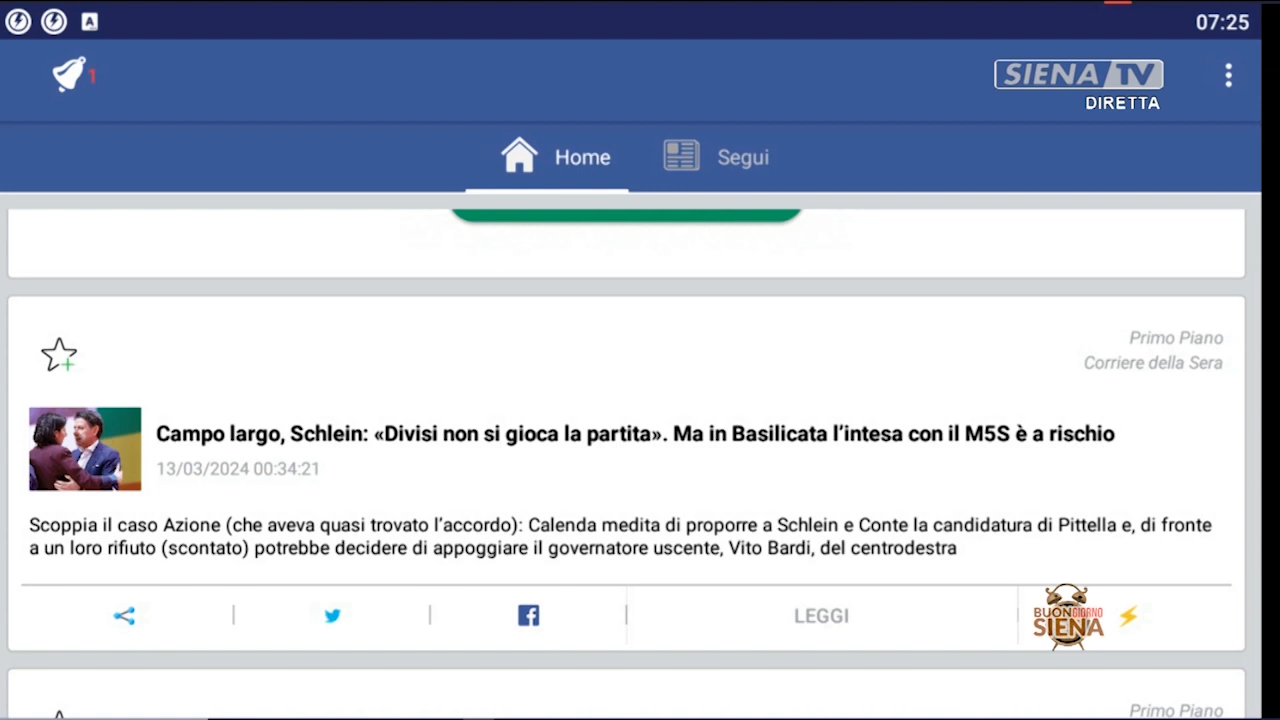 A
07:25
1
SIENA TV
DIRETTA
Home
Segui
Primo Piano
Corriere della Sera
Campo largo, Schlein: «Divisi non si gioca la partita». Ma in Basilicata l’intesa con il M5S è a rischio
13/03/2024 00:34:21
Scoppia il caso Azione (che aveva quasi trovato l’accordo): Calenda medita di proporre a Schlein e Conte la candidatura di Pittella e, di fronte
a un loro rifiuto (scontato) potrebbe decidere di appoggiare il governatore uscente, Vito Bardi, del centrodestra
LEGGI
BUONGIORNO
SIENA
Primo Piano